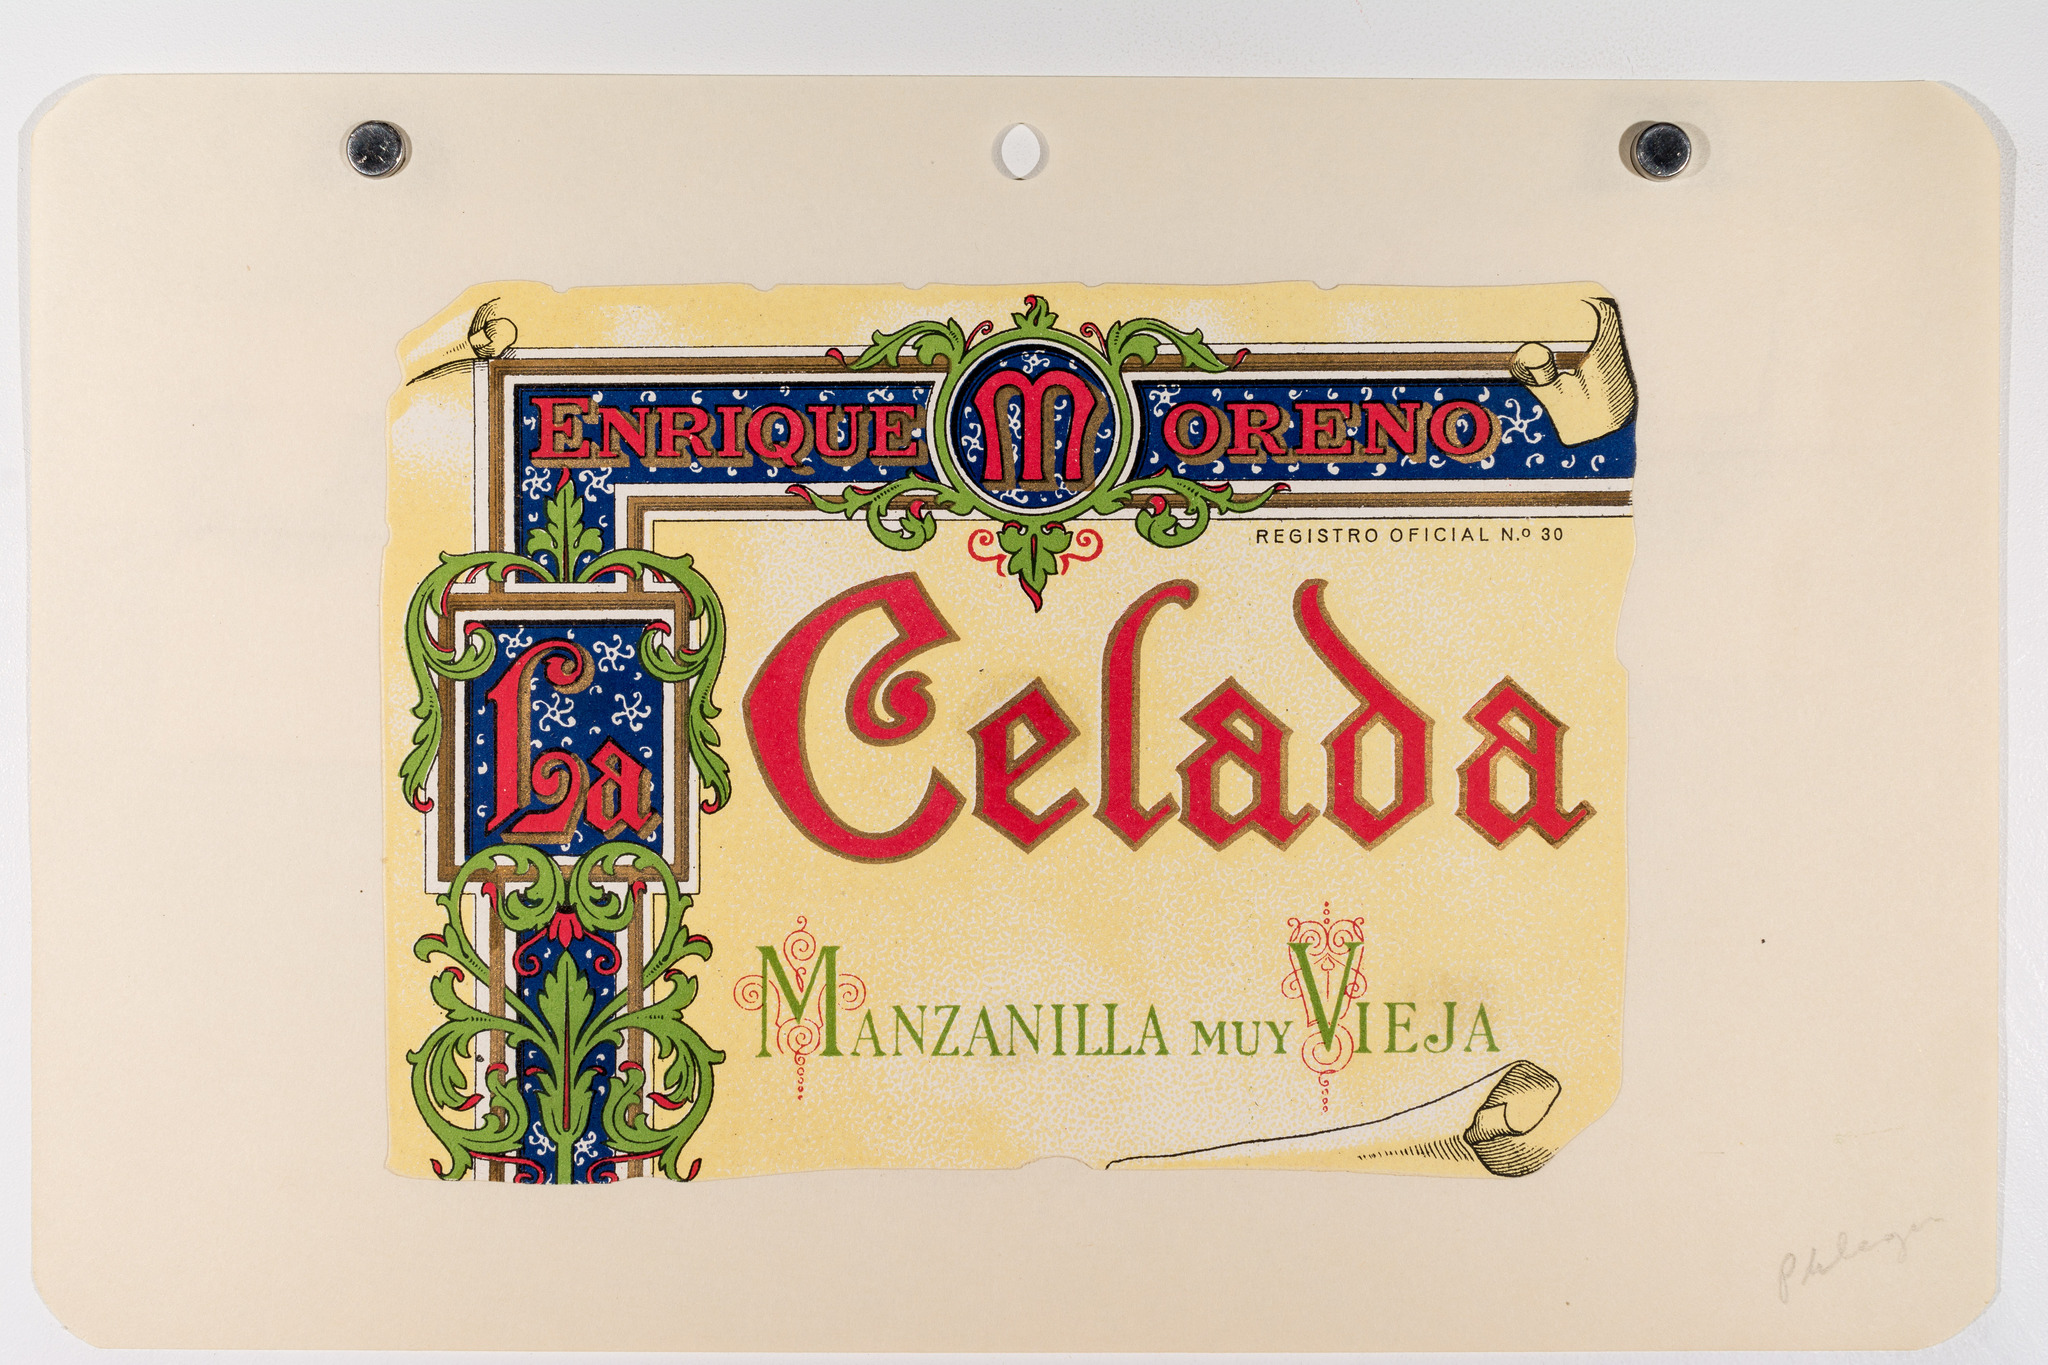 ENRIQUE MORENO
REGISTRO OFICIAL N.º 30
La Celada
MANZANILLA MUY VIEJA